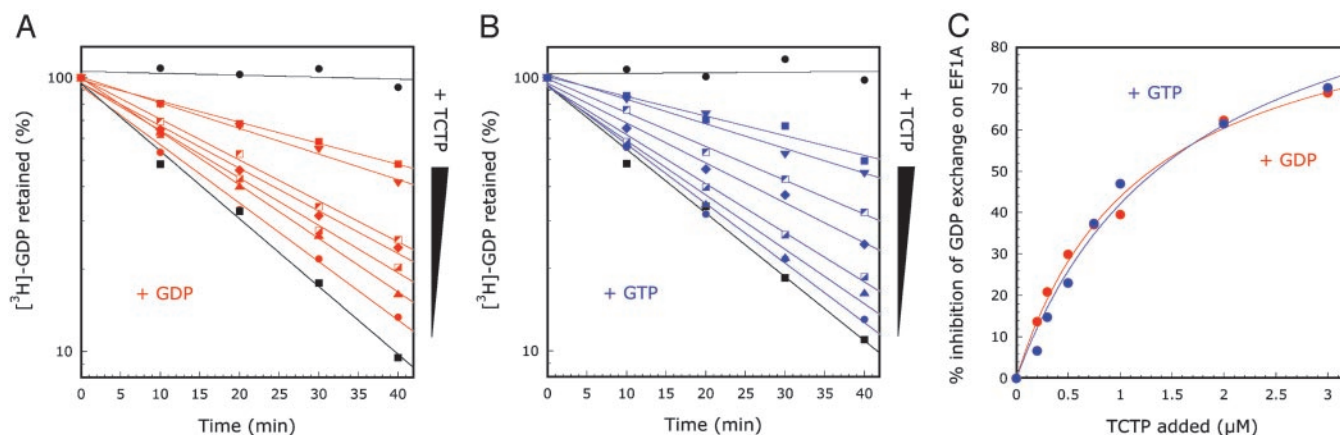 A
[³H]-GDP retained (%)
100
10
+ GDP
0 5 10 15 20 25 30 35 40
Time (min)
+ TCTP
B
[³H]-GDP retained (%)
100
10
+ GTP
0 5 10 15 20 25 30 35 40
Time (min)
+ TCTP
C
% inhibition of GDP exchange on EF1A
80
70
60
50
40
30
20
10
0
+ GTP
+ GDP
0 0.5 1 1.5 2 2.5 3
TCTP added (µM)